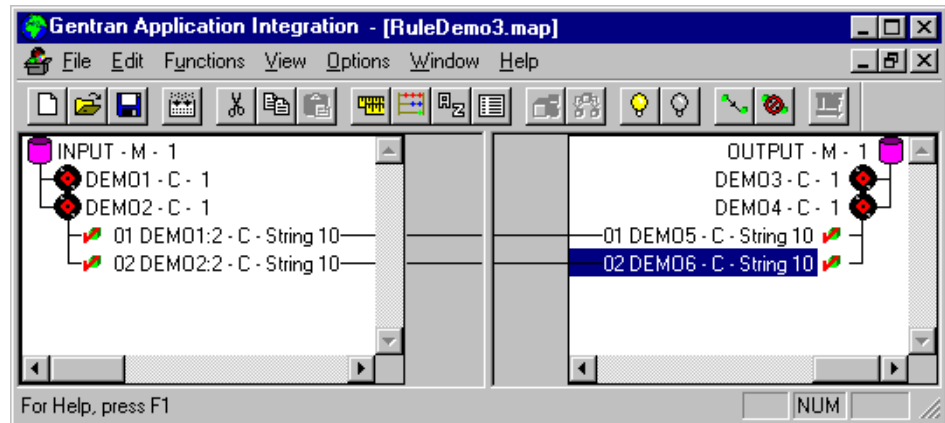 Gentran Application Integration - [RuleDemo3.map]
File Edit Functions View Options Window Help
INPUT - M - 1
DEMO1 - C - 1
DEMO2 - C - 1
01 DEMO1:2 - C - String 10
02 DEMO2:2 - C - String 10
OUTPUT - M - 1
DEMO3 - C - 1
DEMO4 - C - 1
01 DEMO5 - C - String 10
02 DEMO6 - C - String 10
For Help, press F1
NUM